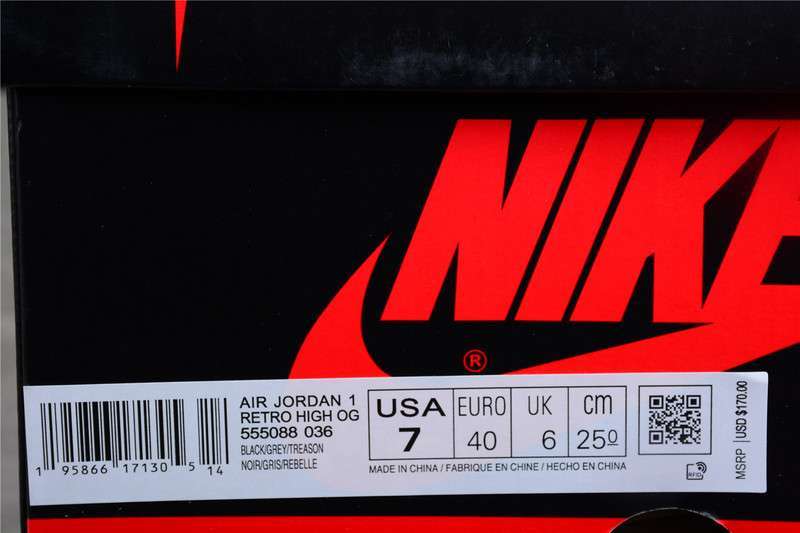 NIKE
®
AIR JORDAN 1
RETRO HIGH OG
555088 036
BLACK/GREY/TREASON
NOIR/GRIS/REBELLE
1 95866 17130 5 14
USA EURO UK cm
7 40 6 25.0
MADE IN CHINA / FABRIQUE EN CHINE / HECHO EN CHINA
RFID
MSRP | USD $170.00